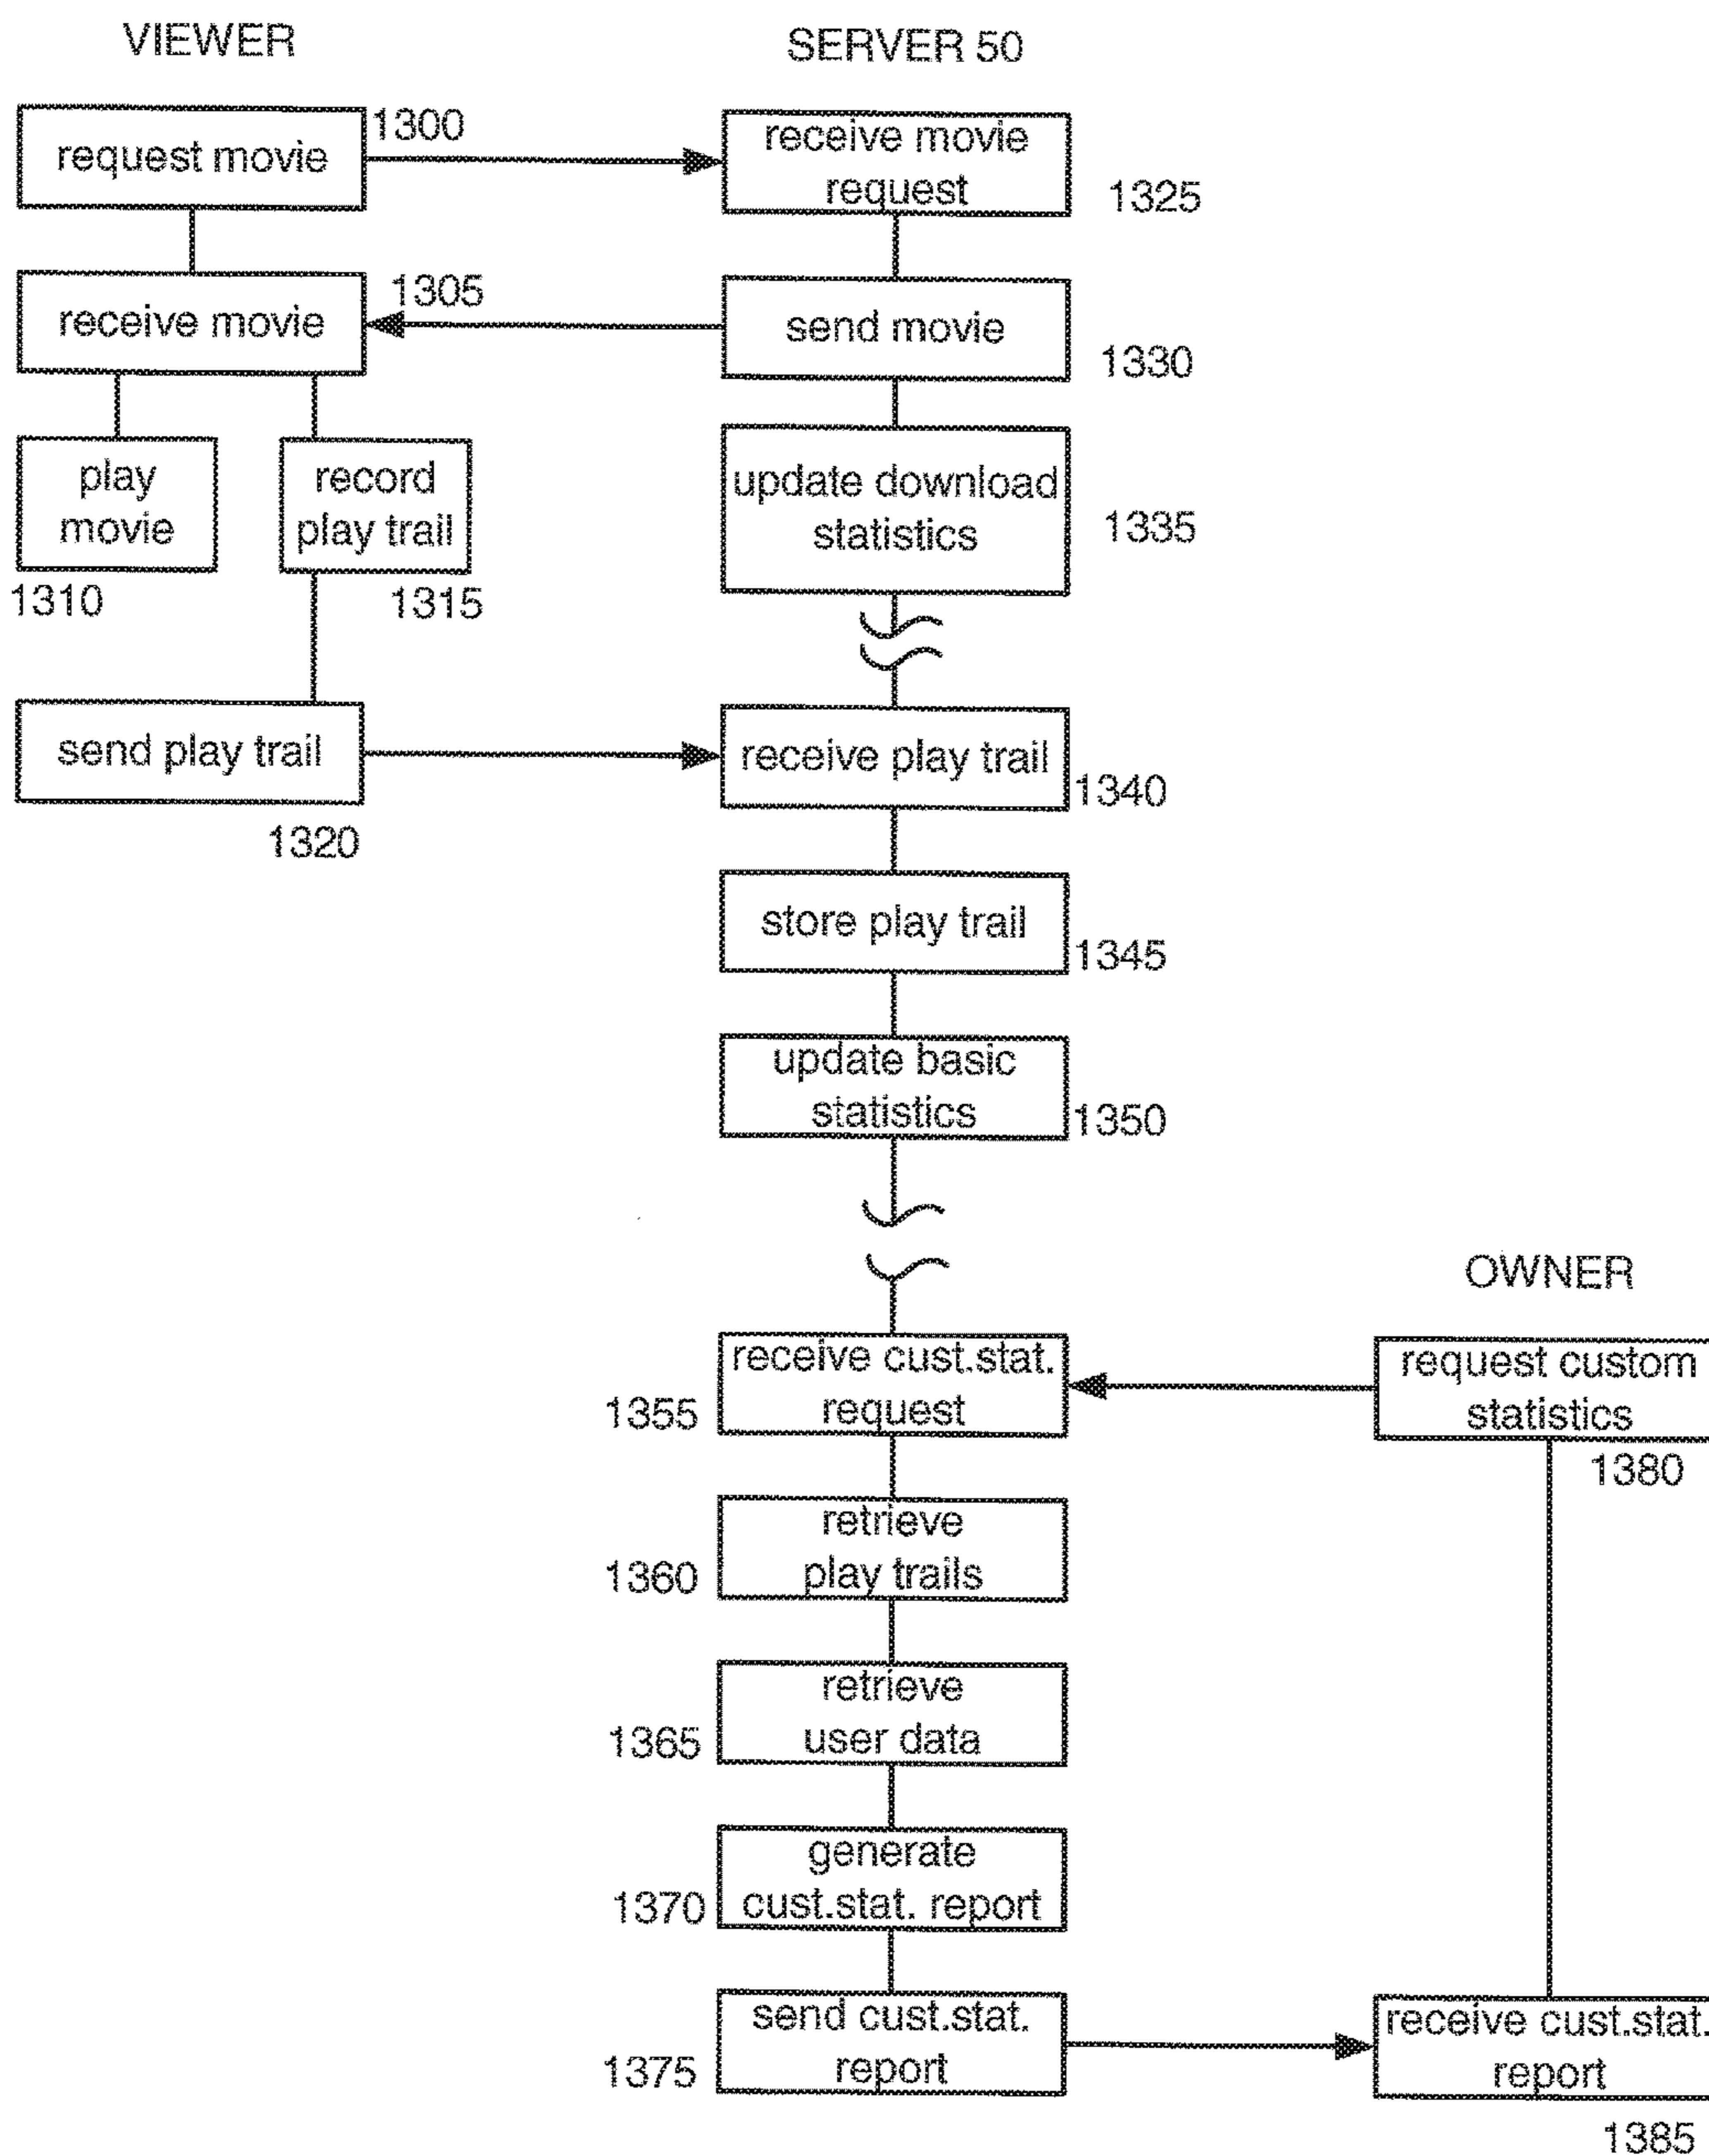 VIEWER
SERVER 50
request movie
1300
receive movie
request
1325
receive movie
1305
send movie
1330
play
movie
1310
record
play trail
1315
update download
statistics
1335
send play trail
1320
receive play trail
1340
store play trail
1345
update basic
statistics
1350
OWNER
receive cust.stat.
request
1355
request custom
statistics
1380
retrieve
play trails
1360
retrieve
user data
1365
generate
cust.stat. report
1370
send cust.stat.
report
1375
receive cust.stat.
report
1385